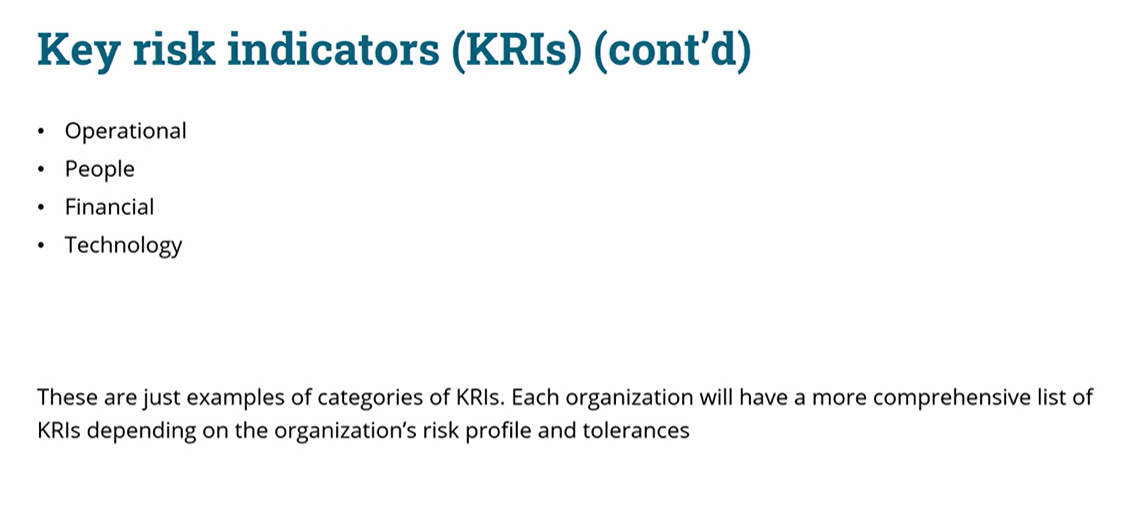 Key risk indicators (KRIs) (cont’d)
• Operational
• People
• Financial
• Technology
These are just examples of categories of KRIs. Each organization will have a more comprehensive list of
KRIs depending on the organization’s risk profile and tolerances